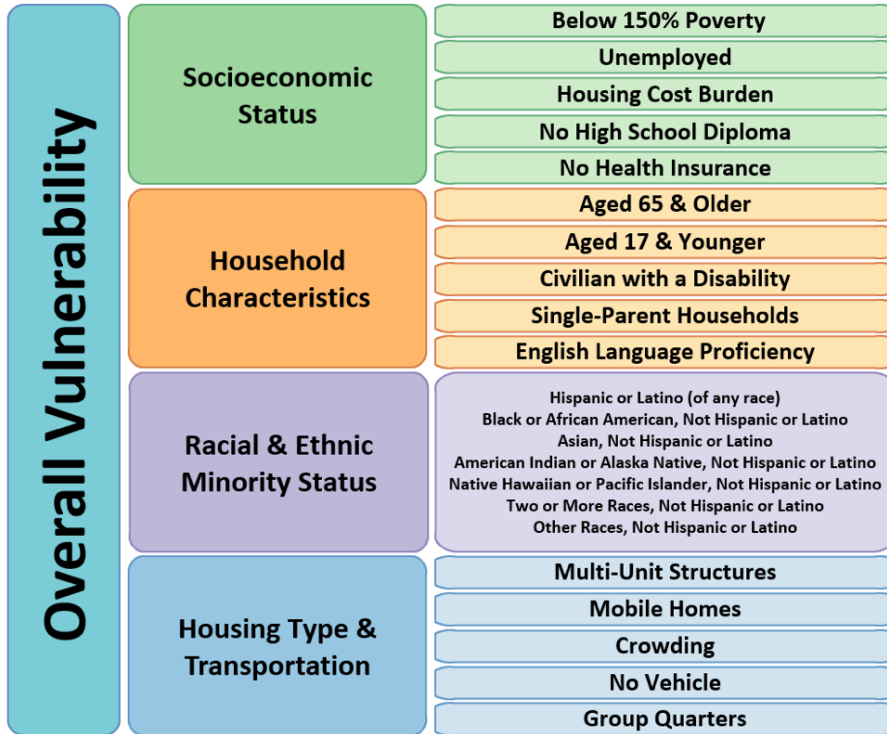 Overall Vulnerability
Socioeconomic
Status
Below 150% Poverty
Unemployed
Housing Cost Burden
No High School Diploma
No Health Insurance
Household
Characteristics
Aged 65 & Older
Aged 17 & Younger
Civilian with a Disability
Single-Parent Households
English Language Proficiency
Racial & Ethnic
Minority Status
Hispanic or Latino (of any race)
Black or African American, Not Hispanic or Latino
Asian, Not Hispanic or Latino
American Indian or Alaska Native, Not Hispanic or Latino
Native Hawaiian or Pacific Islander, Not Hispanic or Latino
Two or More Races, Not Hispanic or Latino
Other Races, Not Hispanic or Latino
Housing Type &
Transportation
Multi-Unit Structures
Mobile Homes
Crowding
No Vehicle
Group Quarters